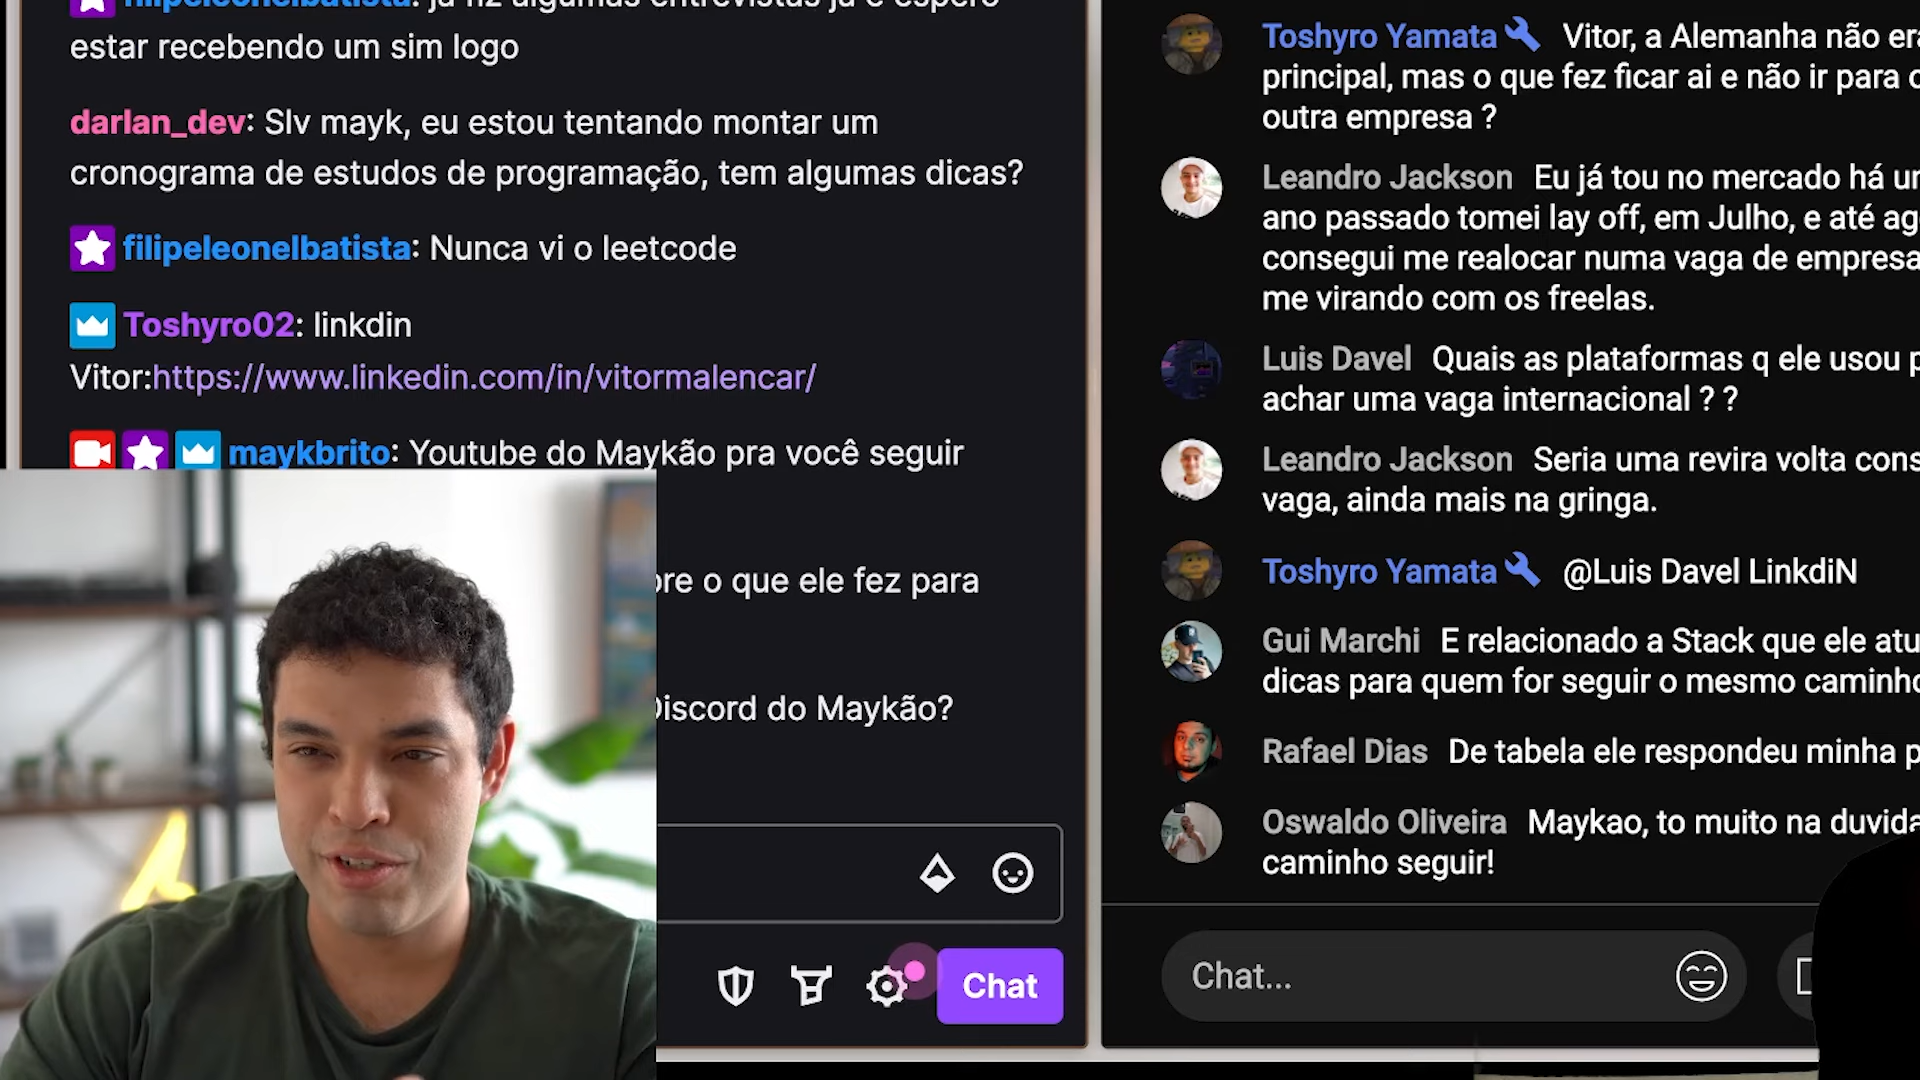 filipeleonelbatista: já fiz algumas entrevistas já e espero
estar recebendo um sim logo
darlan_dev: Slv mayk, eu estou tentando montar um
cronograma de estudos de programação, tem algumas dicas?
filipeleonelbatista: Nunca vi o leetcode
Toshyro02: linkdin
Vitor:https://www.linkedin.com/in/vitormalencar/
maykbrito: Youtube do Maykão pra você seguir
o que ele fez para
Discord do Maykão?
Chat
Toshyro Yamata Vitor, a Alemanha não
principal, mas o que fez ficar ai e não ir para
outra empresa ?
Leandro Jackson Eu já tou no mercado há
ano passado tomei lay off, em Julho, e até
consegui me realocar numa vaga de empresa
me virando com os freelas.
Luis Davel Quais as plataformas q ele usou
achar uma vaga internacional ? ?
Leandro Jackson Seria uma revira volta
vaga, ainda mais na gringa.
Toshyro Yamata @Luis Davel LinkdiN
Gui Marchi E relacionado a Stack que ele
dicas para quem for seguir o mesmo caminho
Rafael Dias De tabela ele respondeu minha
Oswaldo Oliveira Maykao, to muito na duvida
caminho seguir!
Chat...